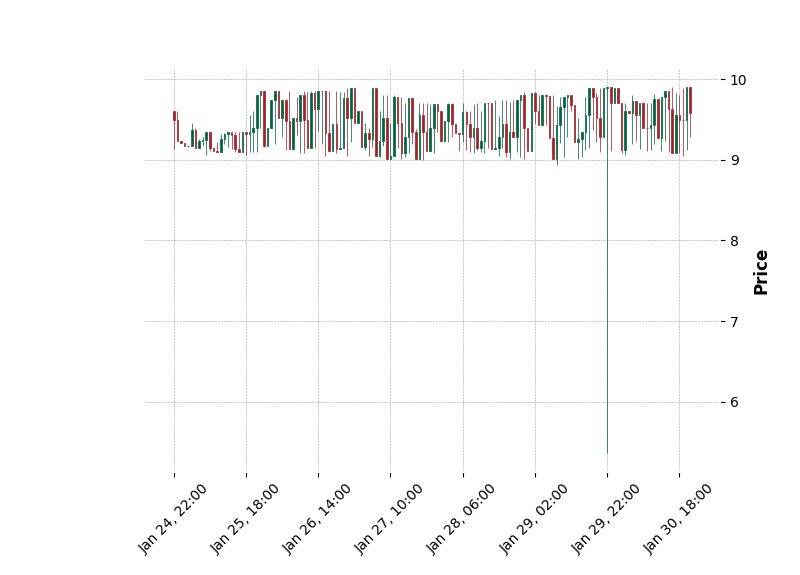 10
9
8
7
6
Price
Jan 24, 22:00
Jan 25, 18:00
Jan 26, 14:00
Jan 27, 10:00
Jan 28, 06:00
Jan 29, 02:00
Jan 29, 22:00
Jan 30, 18:00